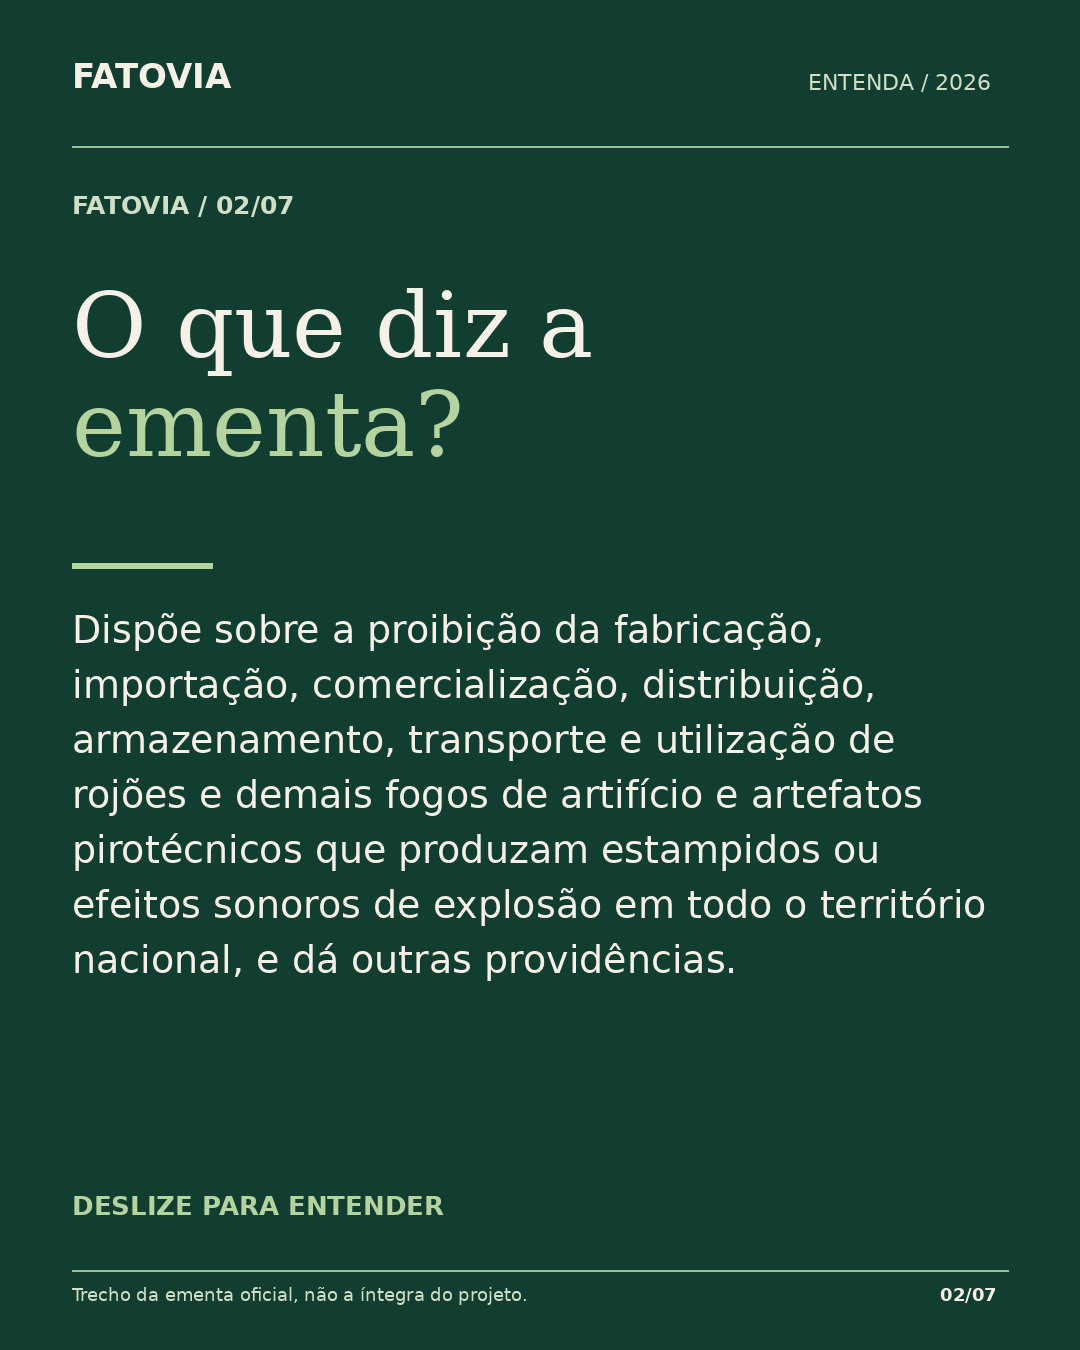 FATOVIA
ENTENDA / 2026
FATOVIA / 02/07
O que diz a
ementa?
Dispõe sobre a proibição da fabricação,
importação, comercialização, distribuição,
armazenamento, transporte e utilização de
rojões e demais fogos de artifício e artefatos
pirotécnicos que produzam estampidos ou
efeitos sonoros de explosão em todo o território
nacional, e dá outras providências.
DESLIZE PARA ENTENDER
Trecho da ementa oficial, não a íntegra do projeto.
02/07